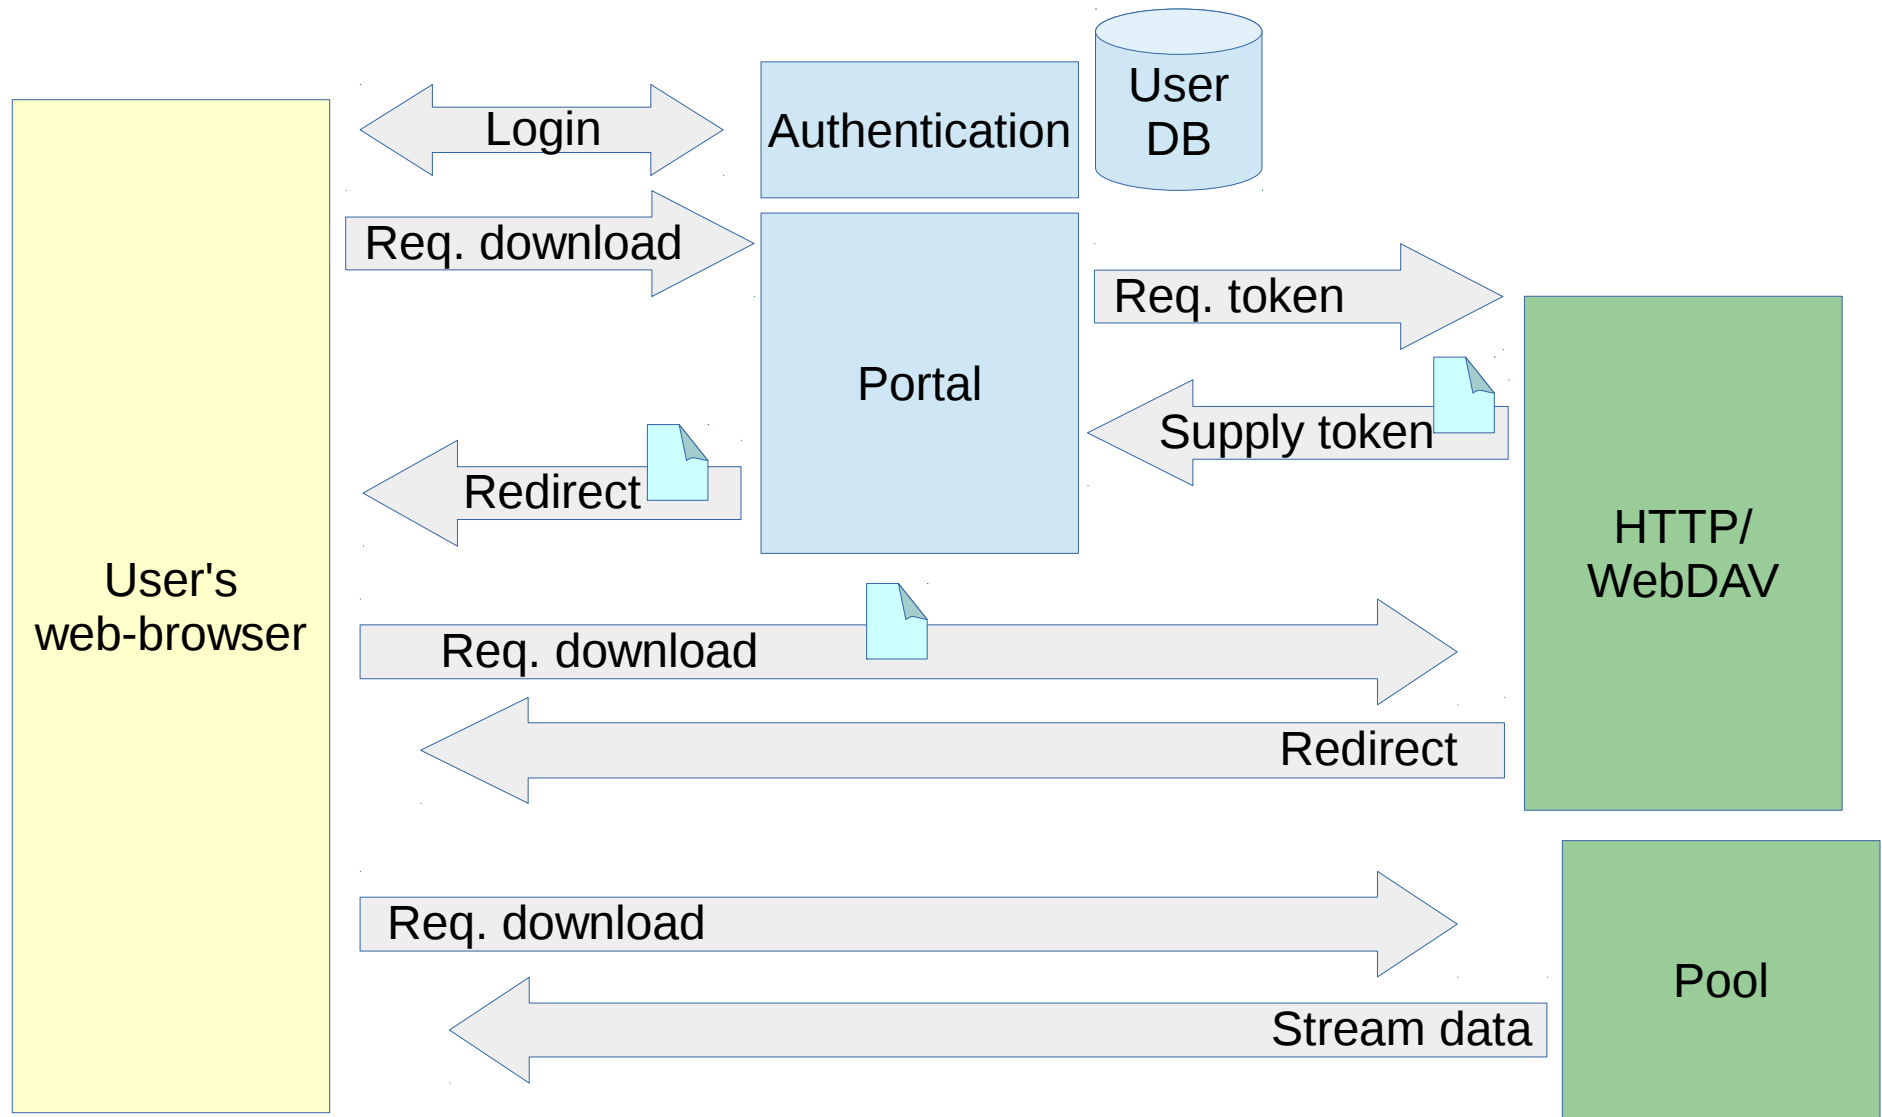 User
DB
Login
Authentication
Req. download
Req. token
Portal
Supply token
Redirect
HTTP/
WebDAV
User's
web-browser
Req. download
Redirect
Req. download
Pool
Stream data